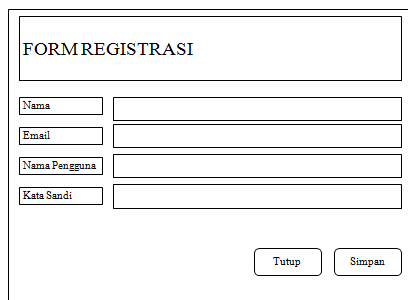 FORM REGISTRASI
Nama
Email
Nama Pengguna
Kata Sandi
Tutup Simpan